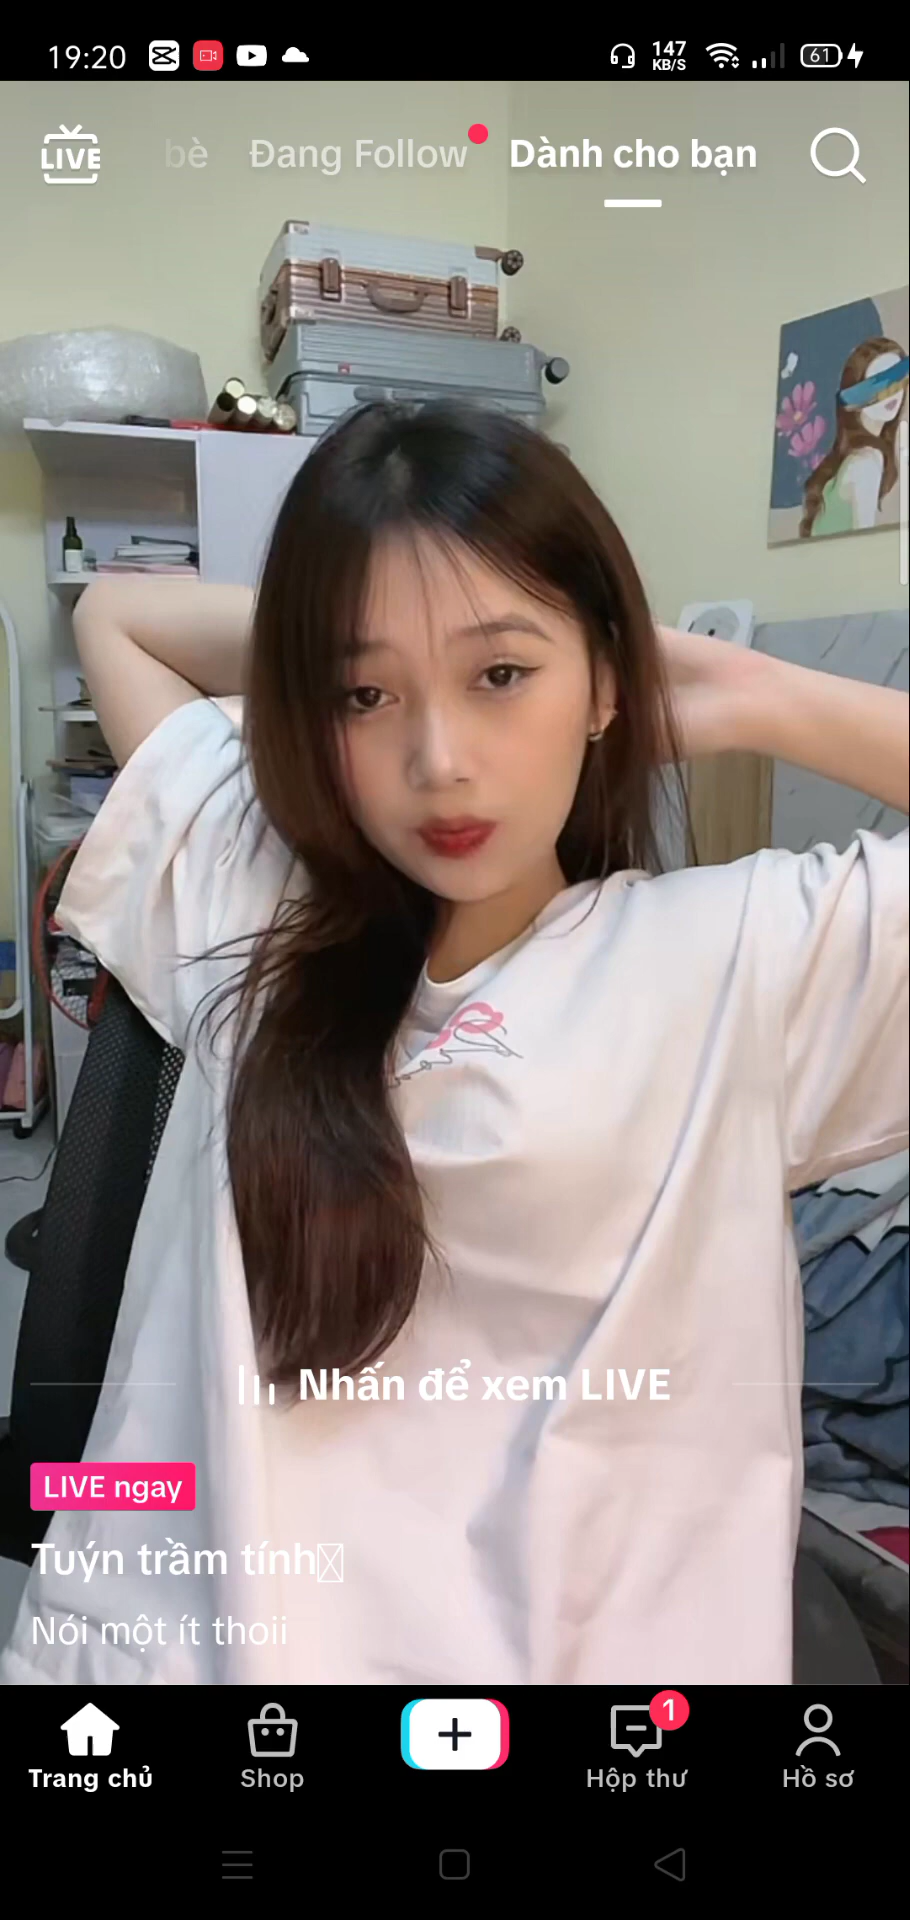 19:20
147
KB/S
61
LIVE
bè
Đang Follow
Dành cho bạn
Nhấn để xem LIVE
LIVE ngay
Tuýn trầm tính
Nói một ít thoii
1
Trang chủ
Shop
Hộp thư
Hồ sơ